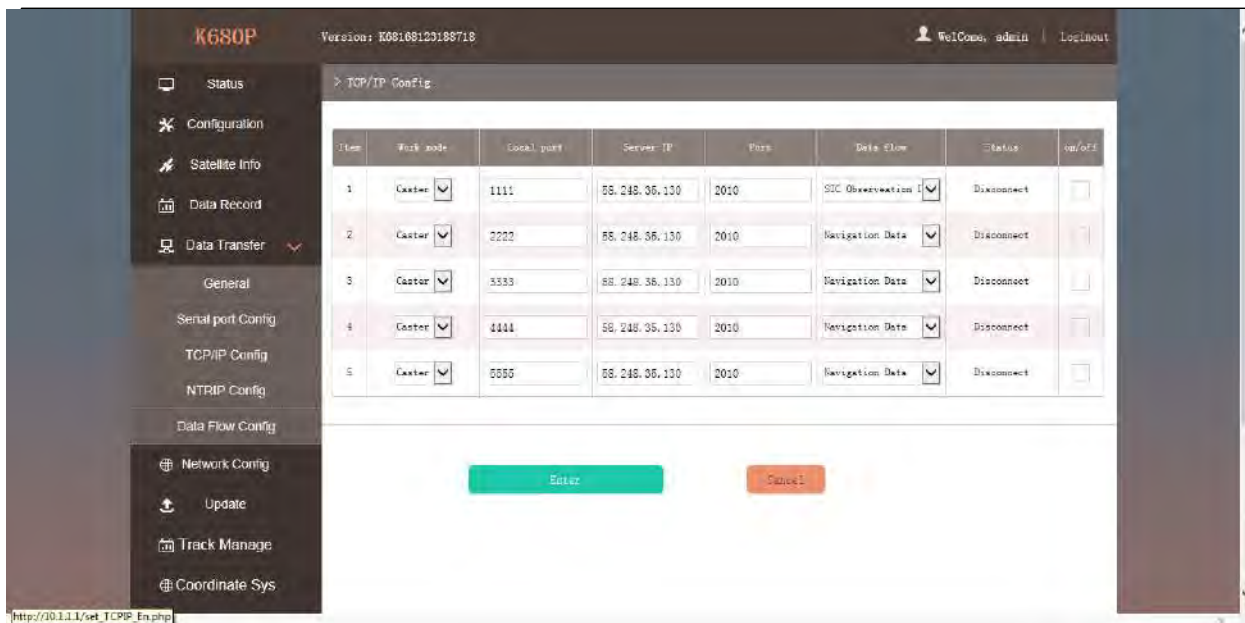 K680P
Version: K68168123188718
WelCome, admin | Loginout
Status
Configuration
Satellite Info
Data Record
Data Transfer
General
Serial port Config
TCP/IP Config
NTRIP Config
Data Flow Config
Network Config
Update
Track Manage
Coordinate Sys
> TCP/IP Config
Item Work mode Local port Server IP Port Data flow Status on/off
1 Caster 1111 58.248.35.130 2010 SIC Observeation Disconnect
2 Caster 2222 58.248.35.130 2010 Navigation Data Disconnect
3 Caster 3333 58.248.35.130 2010 Navigation Data Disconnect
4 Caster 4444 58.248.35.130 2010 Navigation Data Disconnect
5 Caster 5555 58.248.35.130 2010 Navigation Data Disconnect
Enter Cancel
http://10.1.1.1/set_TCPIP_En.php